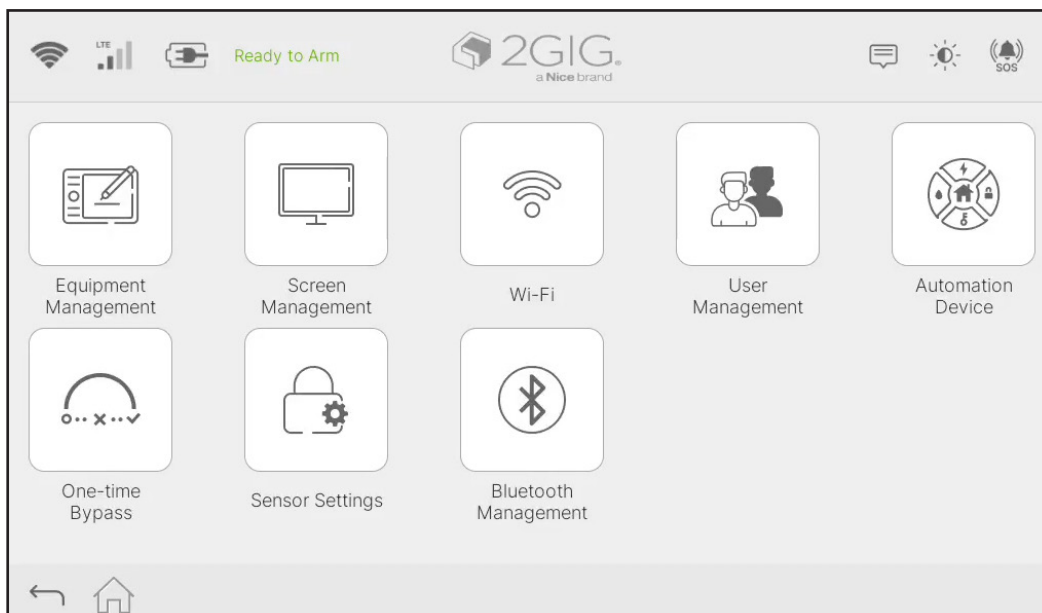 LTE
Ready to Arm
2GIG.
a Nice brand
SOS
Equipment
Management
Screen
Management
Wi-Fi
User
Management
Automation
Device
One-time
Bypass
Sensor Settings
Bluetooth
Management